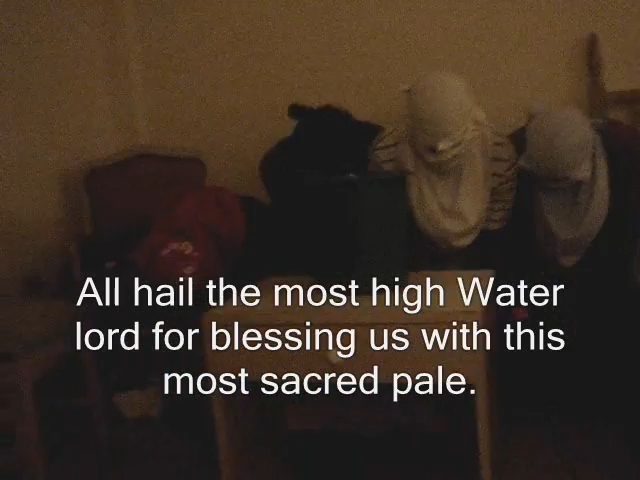 All hail the most high Water
lord for blessing us with this
most sacred pale.